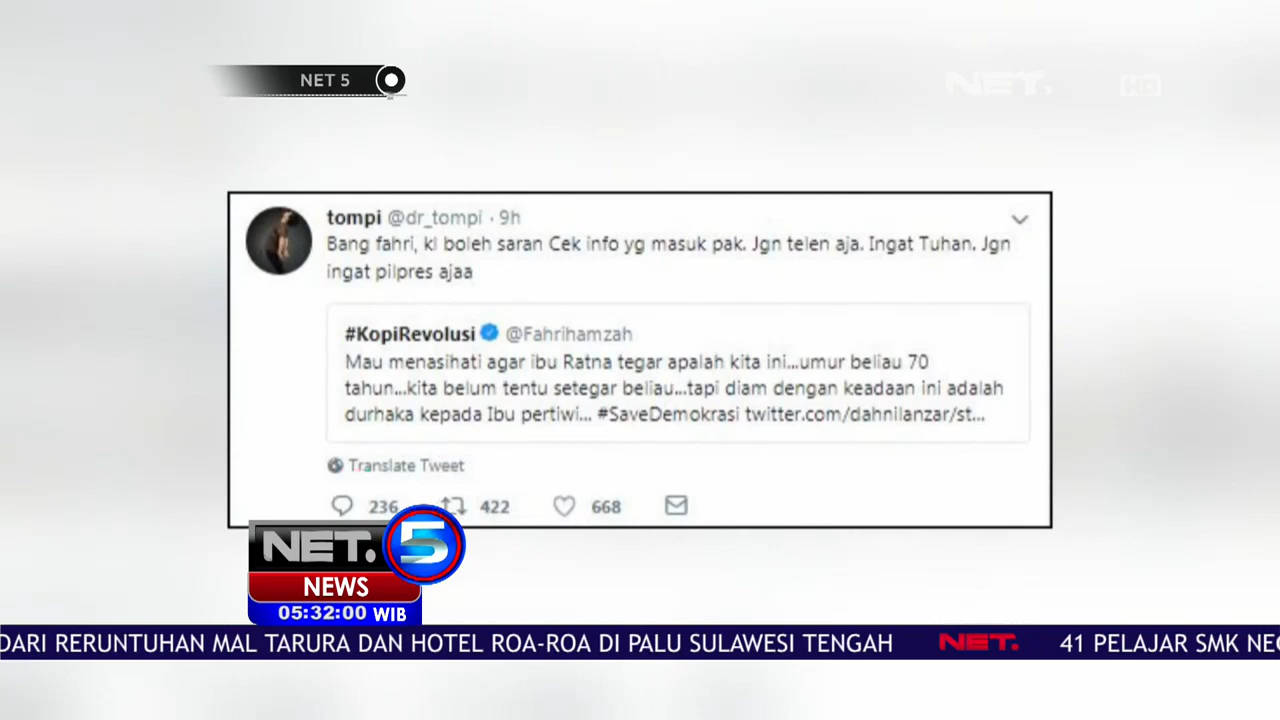 NET 5
NET. HD
tompi @dr_tompi · 9h
Bang fahri, kl boleh saran Cek info yg masuk pak. Jgn telen aja. Ingat Tuhan. Jgn
ingat pilpres ajaa
#KopiRevolusi @Fahrihamzah
Mau menasihati agar ibu Ratna tegar apalah kita ini...umur beliau 70
tahun...kita belum tentu setegar beliau...tapi diam dengan keadaan ini adalah
durhaka kepada Ibu pertiwi... #SaveDemokrasi twitter.com/dahnilanzar/st...
Translate Tweet
236 422 668
NET. 5
NEWS
05:32:00 WIB
DARI RERUNTUHAN MAL TARURA DAN HOTEL ROA-ROA DI PALU SULAWESI TENGAH NET. 41 PELAJAR SMK NEG